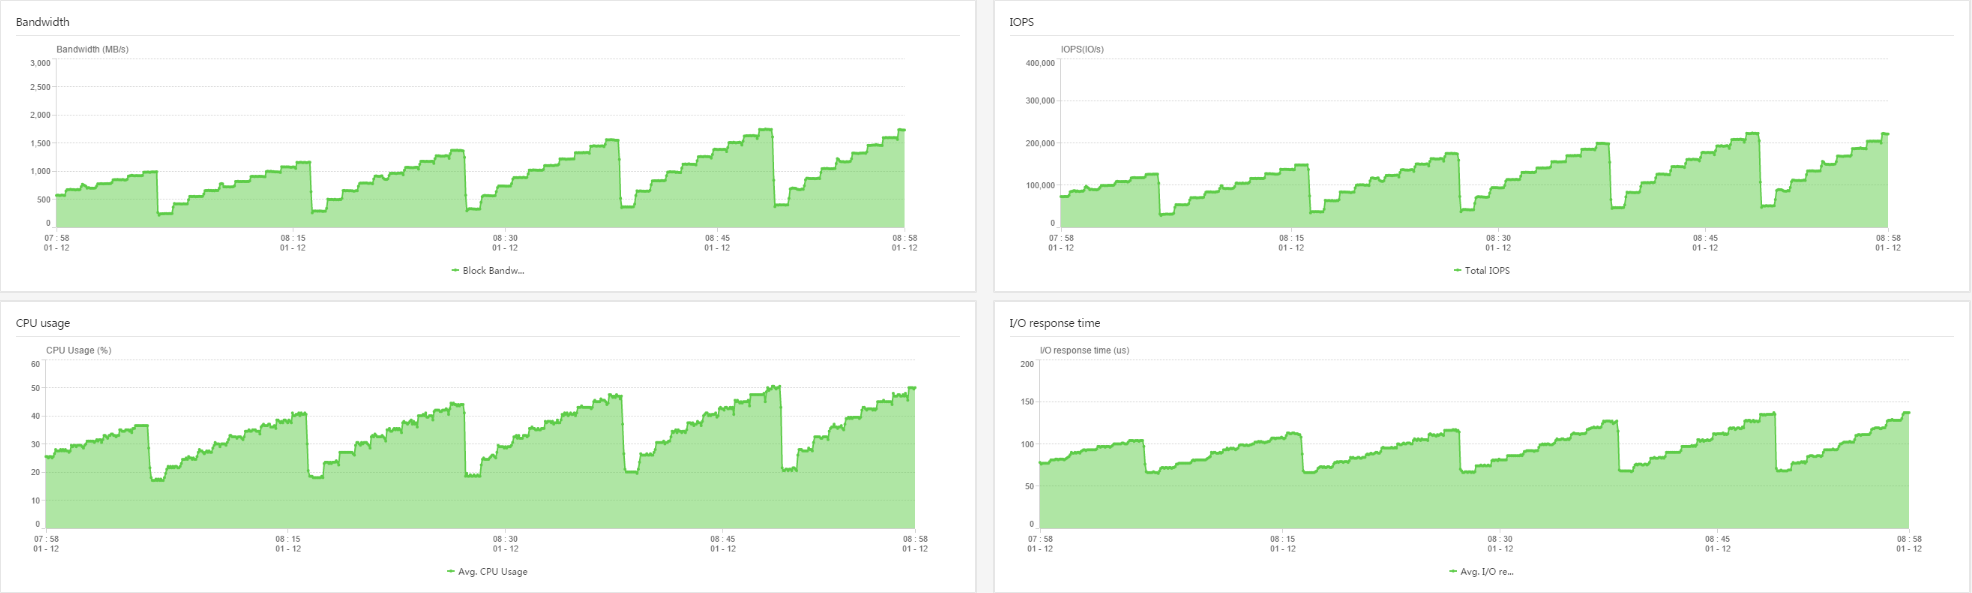 Bandwidth
Bandwidth (MB/s)
3,000
2,500
2,000
1,500
1,000
500
0
07 : 58
01 - 12
08 : 15
01 - 12
08 : 30
01 - 12
08 : 45
01 - 12
08 : 58
01 - 12
Block Bandw...
IOPS
IOPS(IO/s)
400,000
300,000
200,000
100,000
0
07 : 58
01 - 12
08 : 15
01 - 12
08 : 30
01 - 12
08 : 45
01 - 12
08 : 58
01 - 12
Total IOPS
CPU usage
CPU Usage (%)
60
50
40
30
20
10
0
07 : 58
01 - 12
08 : 15
01 - 12
08 : 30
01 - 12
08 : 45
01 - 12
08 : 58
01 - 12
Avg. CPU Usage
I/O response time
I/O response time (us)
200
150
100
50
0
07 : 58
01 - 12
08 : 15
01 - 12
08 : 30
01 - 12
08 : 45
01 - 12
08 : 58
01 - 12
Avg. I/O re...